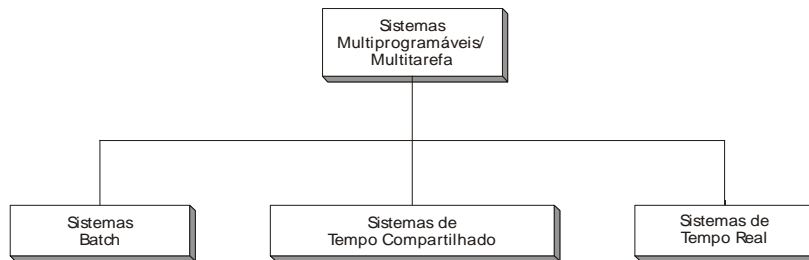 Sistemas
Multiprogramáveis/
Multitarefa
Sistemas
Batch
Sistemas de
Tempo Compartilhado
Sistemas de
Tempo Real